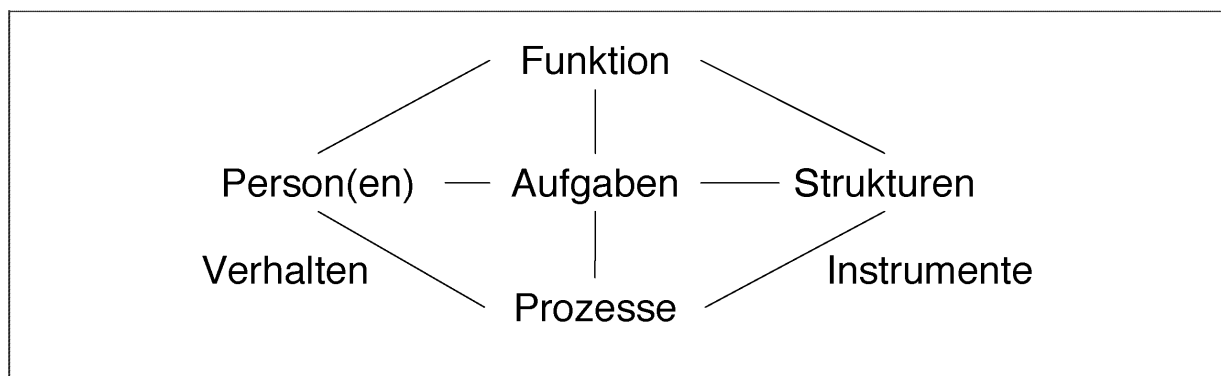 Funktion
Person(en) Aufgaben Strukturen
Verhalten Instrumente
Prozesse